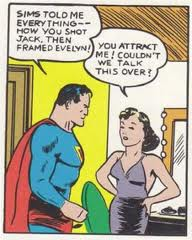 SIMS TOLD ME
EVERYTHING--
HOW YOU SHOT
JACK, THEN
FRAMED EVELYN!
YOU ATTRACT
ME! COULDN'T
WE TALK
THIS OVER?